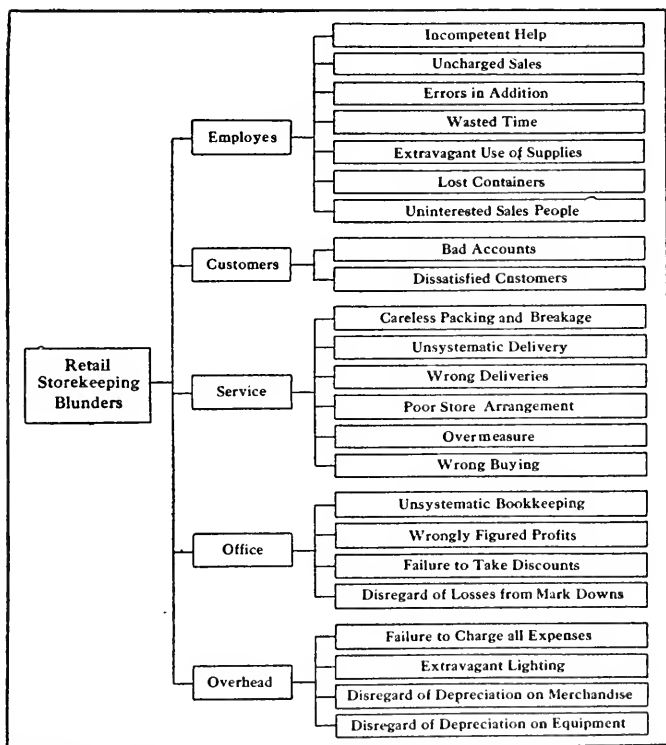 Retail
Storekeeping
Blunders
Employes
Incompetent Help
Uncharged Sales
Errors in Addition
Wasted Time
Extravagant Use of Supplies
Lost Containers
Uninterested Sales People
Customers
Bad Accounts
Dissatisfied Customers
Service
Careless Packing and Breakage
Unsystematic Delivery
Wrong Deliveries
Poor Store Arrangement
Overmeasure
Wrong Buying
Office
Unsystematic Bookkeeping
Wrongly Figured Profits
Failure to Take Discounts
Disregard of Losses from Mark Downs
Overhead
Failure to Charge all Expenses
Extravagant Lighting
Disregard of Depreciation on Merchandise
Disregard of Depreciation on Equipment